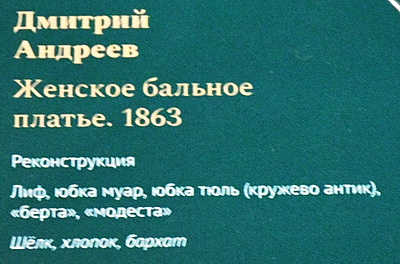 Дмитрий
Андреев
Женское бальное
платье. 1863
Реконструкция
Лиф, юбка муар, юбка тюль (кружево антик),
«берта», «модеста»
Шёлк, хлопок, бархат